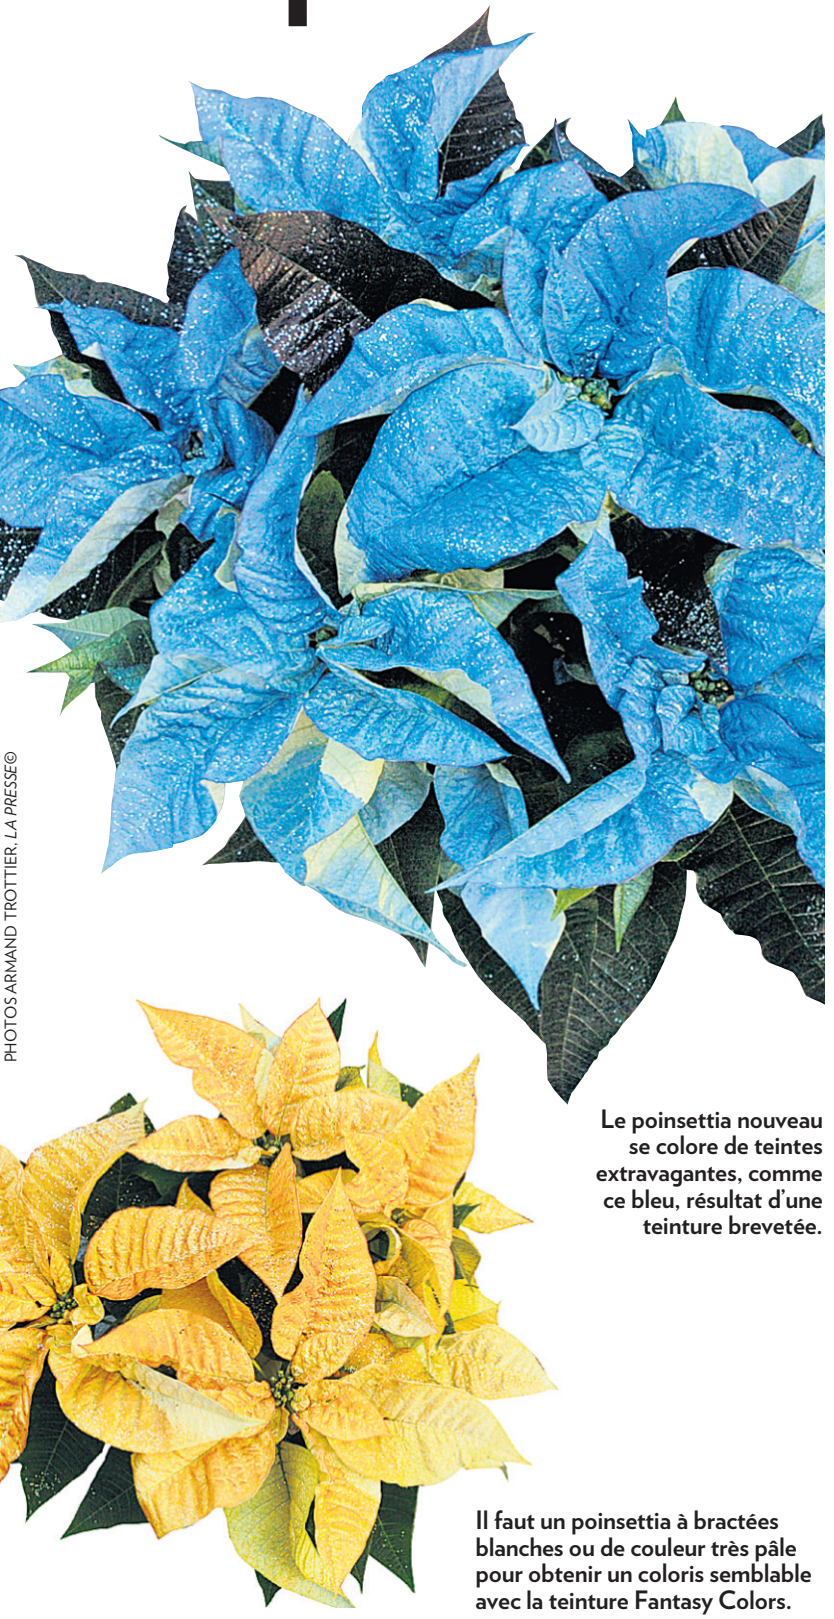 PHOTOS ARMAND TROTTIER, LA PRESSE©
Le poinsettia nouveau
se colore de teintes
extravagantes, comme
ce bleu, résultat d’une
teinture brevetée.
Il faut un poinsettia à bractées
blanches ou de couleur très pâle
pour obtenir un coloris semblable
avec la teinture Fantasy Colors.